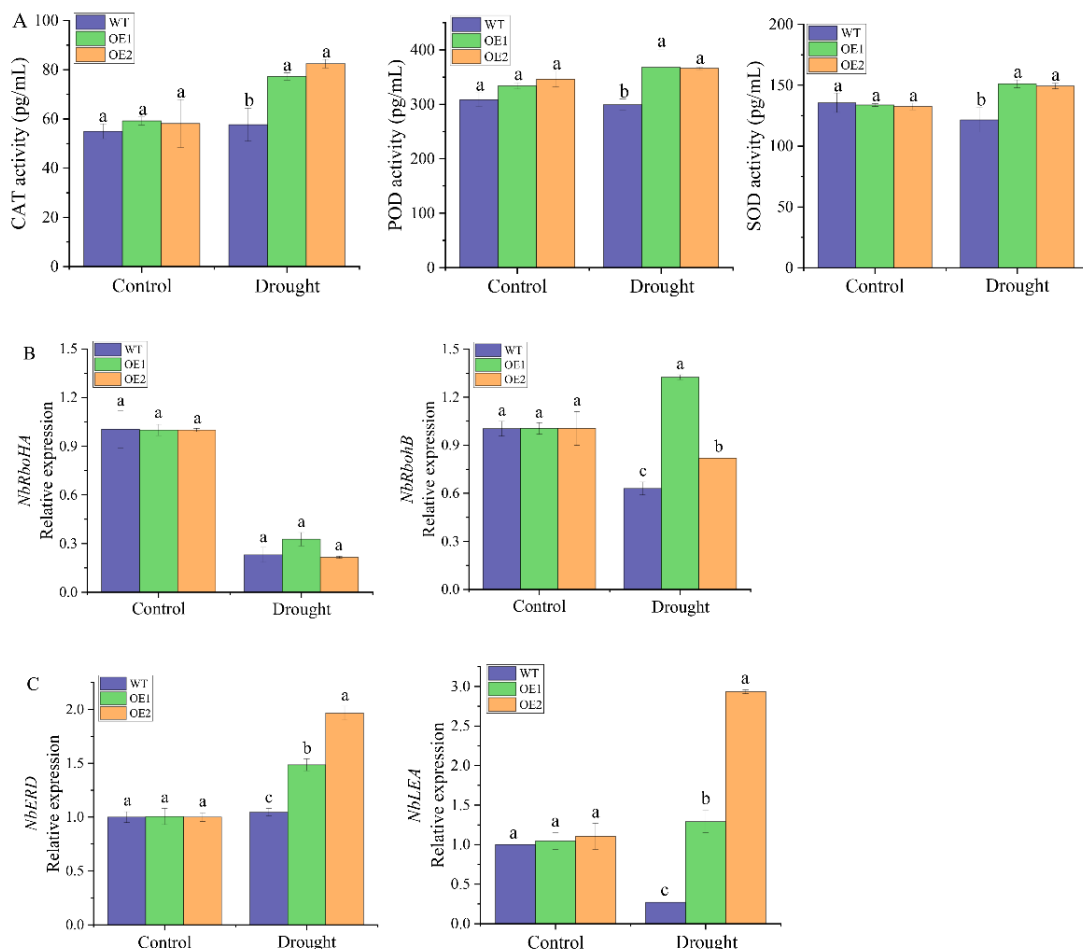 A
CAT activity (pg/mL)
100
80
60
40
20
0
WT
OE1
OE2
a
a
a
b
a
a
Control
Drought
POD activity (pg/mL)
400
300
200
100
0
WT
OE1
OE2
a
a
a
b
a
a
Control
Drought
SOD activity (pg/mL)
200
150
100
50
0
WT
OE1
OE2
a
a
a
b
a
a
Control
Drought
B
NbRboHA
Relative expression
1.5
1.2
0.9
0.6
0.3
0.0
WT
OE1
OE2
a
a
a
a
a
a
Control
Drought
NbRbohB
Relative expression
1.5
1.2
0.9
0.6
0.3
0.0
WT
OE1
OE2
a
a
a
c
a
b
Control
Drought
C
NbERD
Relative expression
2.0
1.5
1.0
0.5
0.0
WT
OE1
OE2
a
a
a
c
b
a
Control
Drought
NbLEA
Relative expression
3.0
2.5
2.0
1.5
1.0
0.5
0.0
WT
OE1
OE2
a
a
a
c
b
a
Control
Drought